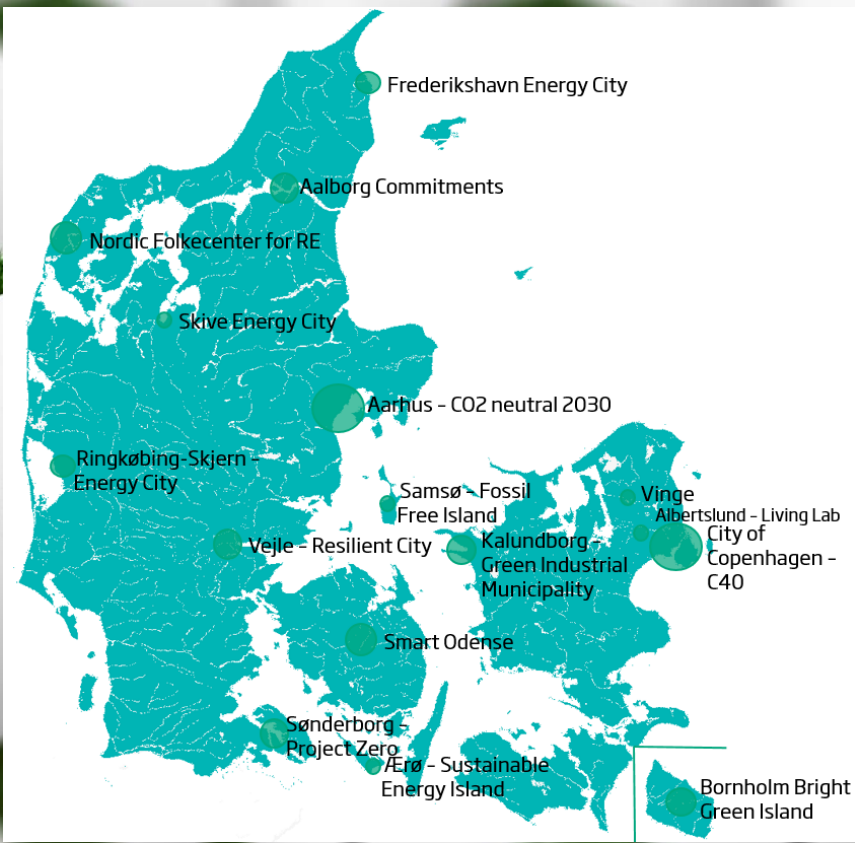 Frederikshavn Energy City
Aalborg Commitments
Nordic Folkecenter for RE
Skive Energy City
Aarhus – CO2 neutral 2030
Ringkøbing-Skjern –
Energy City
Samsø – Fossil
Free Island
Vinge
Albertslund – Living Lab
City of
Copenhagen –
C40
Vejle – Resilient City
Kalundborg –
Green Industrial
Municipality
Smart Odense
Sønderborg –
Project Zero
Ærø – Sustainable
Energy Island
Bornholm Bright
Green Island